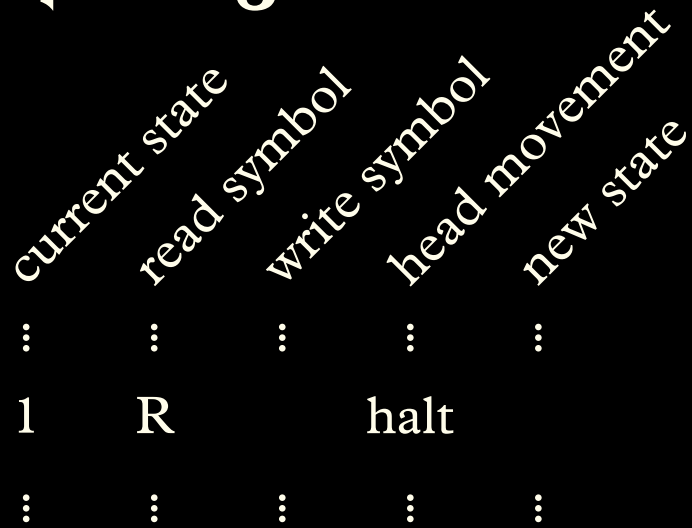 current state
read symbol
write symbol
head movement
new state
⋮ ⋮ ⋮ ⋮ ⋮
1 R halt
⋮ ⋮ ⋮ ⋮ ⋮